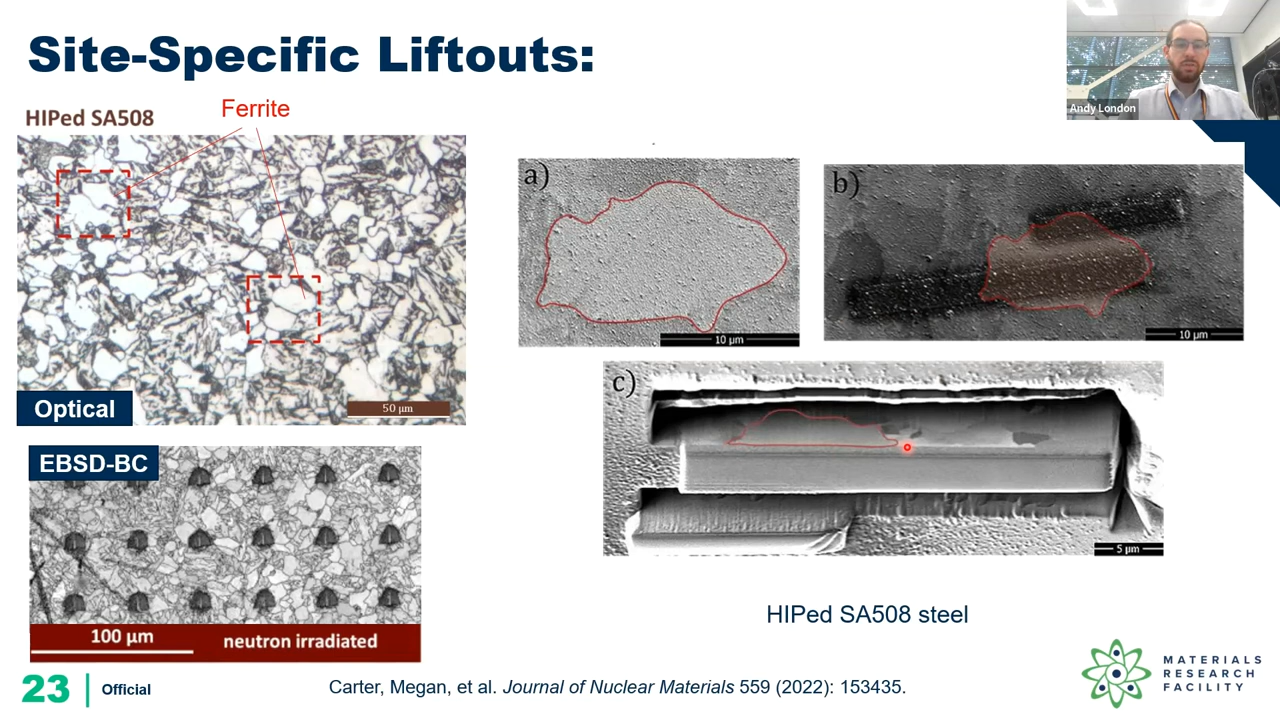 Site-Specific Liftouts:
Andy London
HIPed SA508
Ferrite
a)
b)
10 µm
10 µm
Optical
50 µm
c)
5 µm
EBSD-BC
100 µm
neutron irradiated
HIPed SA508 steel
23
Official
Carter, Megan, et al. Journal of Nuclear Materials 559 (2022): 153435.
MATERIALS
RESEARCH
FACILITY